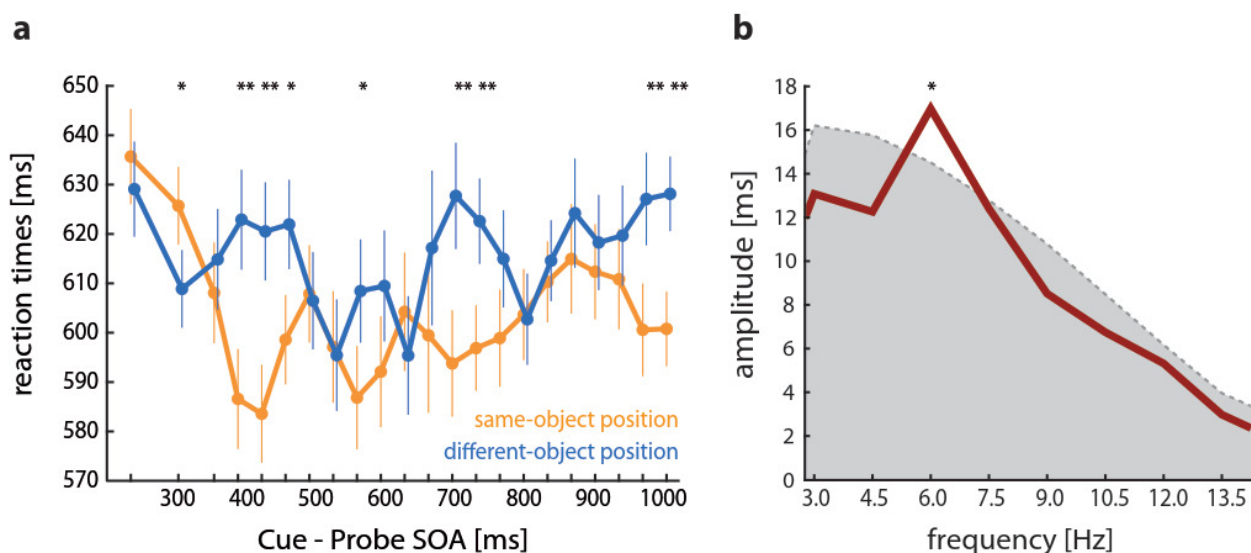 a
650
640
630
620
610
600
590
580
570
reaction times [ms]
* ** ** * * ** ** ** **
same-object position
different-object position
300 400 500 600 700 800 900 1000
Cue - Probe SOA [ms]
b
18
16
14
12
10
8
6
4
2
0
amplitude [ms]
*
3.0 4.5 6.0 7.5 9.0 10.5 12.0 13.5
frequency [Hz]